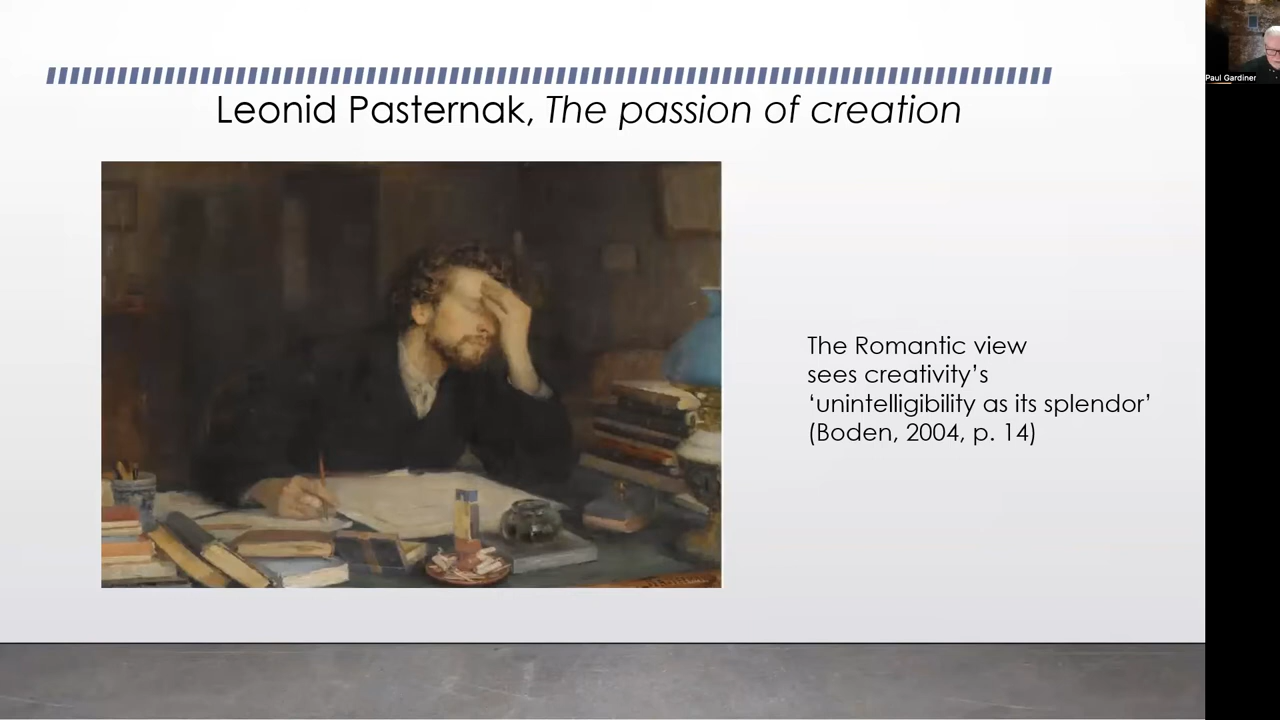 Leonid Pasternak, The passion of creation
The Romantic view
sees creativity’s
‘unintelligibility as its splendor’
(Boden, 2004, p. 14)
Paul Gardiner